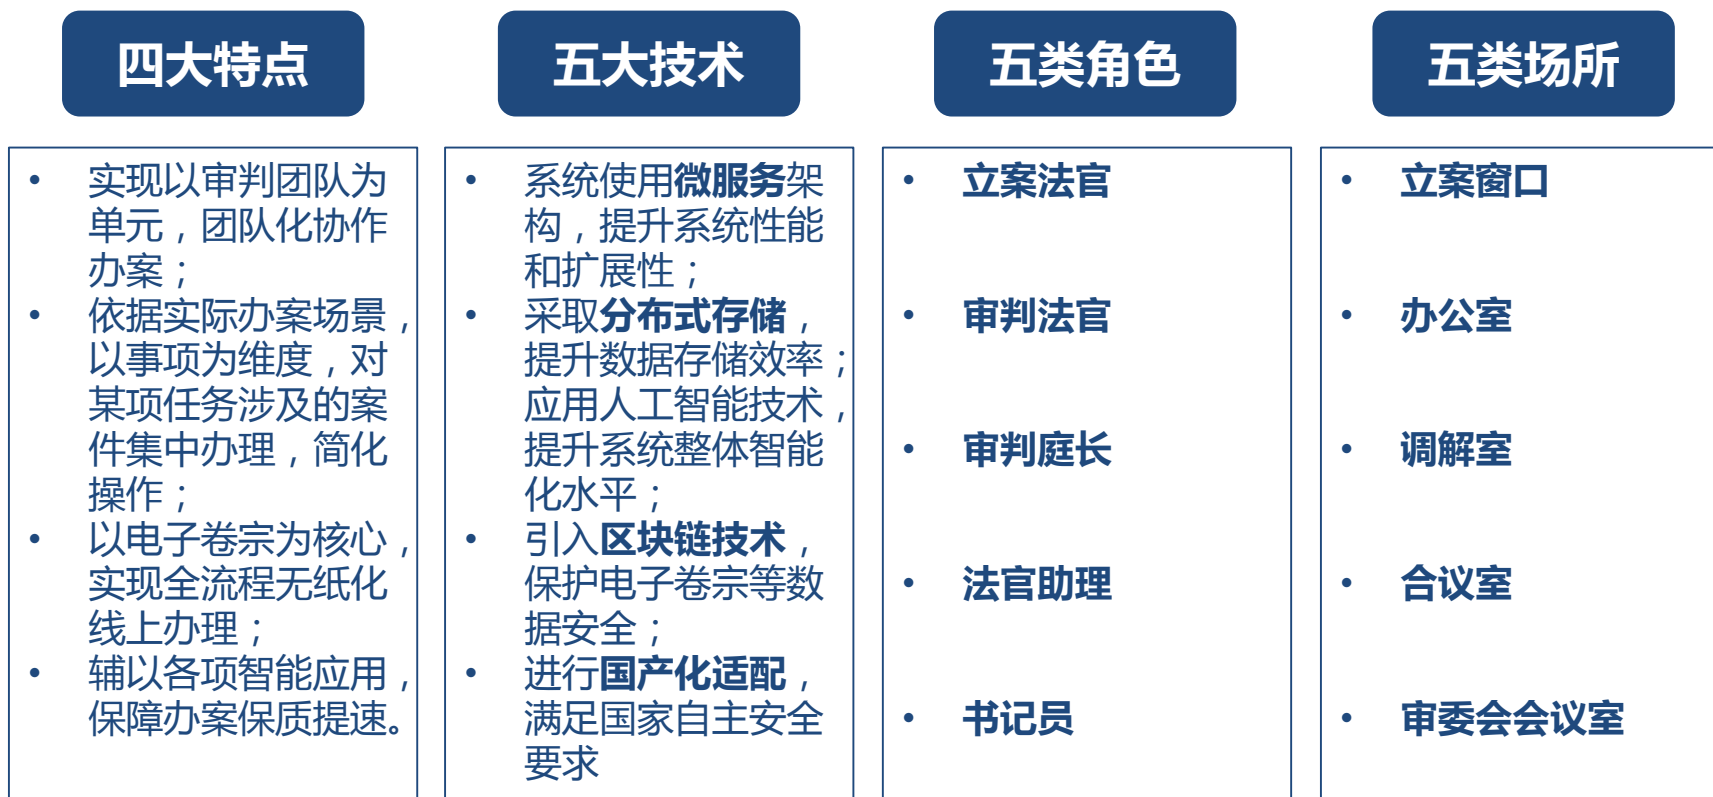 四大特点
• 实现以审判团队为
单元，团队化协作
办案；
• 依据实际办案场景，
以事项为维度，对
某项任务涉及的案
件集中办理，简化
操作；
• 以电子卷宗为核心，
实现全流程无纸化
线上办理；
• 辅以各项智能应用，
保障办案保质提速。
五大技术
• 系统使用微服务架
构，提升系统性能
和扩展性；
• 采取分布式存储，
提升数据存储效率；
应用人工智能技术，
提升系统整体智能
化水平；
• 引入区块链技术，
保护电子卷宗等数
据安全；
• 进行国产化适配，
满足国家自主安全
要求
五类角色
• 立案法官
• 审判法官
• 审判庭长
• 法官助理
• 书记员
五类场所
• 立案窗口
• 办公室
• 调解室
• 合议室
• 审委会会议室